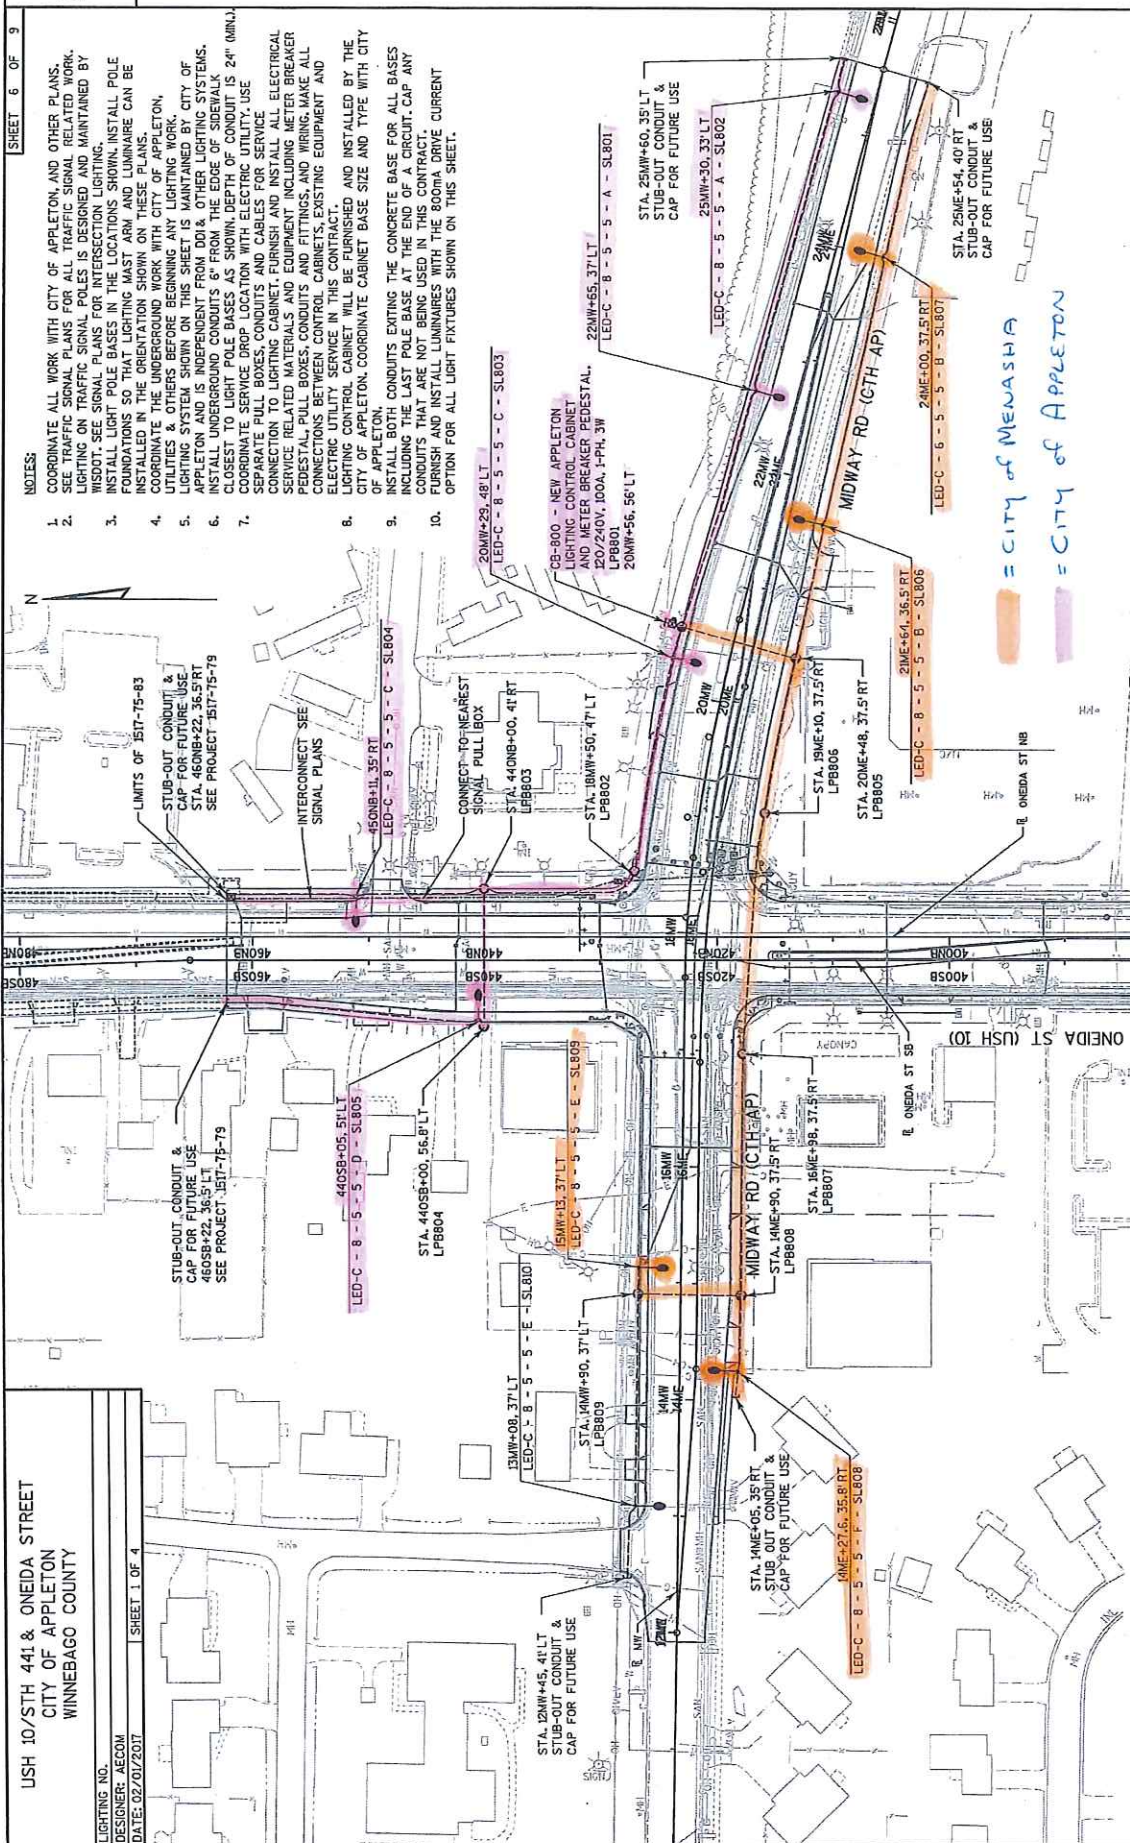 SHEET 6 OF 9
USH 10/STH 441 & ONEIDA STREET
CITY OF APPLETON
WINNEBAGO COUNTY
LIGHTING NO.
DESIGNER: AECOM
DATE: 02/01/2017
SHEET 1 OF 4
NOTES:
1. COORDINATE ALL WORK WITH CITY OF APPLETON, AND OTHER PLANS.
2. SEE TRAFFIC SIGNAL PLANS FOR ALL TRAFFIC SIGNAL RELATED WORK.
LIGHTING ON TRAFFIC SIGNAL POLES IS DESIGNED AND MAINTAINED BY
WISDOT. SEE SIGNAL PLANS FOR INTERSECTION LIGHTING.
3. INSTALL LIGHT POLE BASES IN THE LOCATIONS SHOWN. INSTALL POLE
FOUNDATIONS SO THAT LIGHTING MAST ARM AND LUMINAIRE CAN BE
INSTALLED IN THE ORIENTATION SHOWN ON THESE PLANS.
4. COORDINATE THE UNDERGROUND WORK WITH CITY OF APPLETON,
UTILITIES & OTHERS BEFORE BEGINNING ANY LIGHTING WORK.
5. LIGHTING SYSTEM SHOWN ON THIS SHEET IS MAINTAINED BY CITY OF
APPLETON AND IS INDEPENDENT FROM DOT & OTHER LIGHTING SYSTEMS.
6. INSTALL UNDERGROUND CONDUITS 6" FROM THE EDGE OF SIDEWALK
CLOSEST TO LIGHT POLE BASES AS SHOWN. DEPTH OF CONDUIT IS 24" (MIN.).
7. COORDINATE SERVICE DROP LOCATION WITH ELECTRIC UTILITY. USE
SEPARATE PULL BOXES, CONDUITS AND CABLES FOR SERVICE
CONNECTION TO LIGHTING CABINET. FURNISH AND INSTALL ALL ELECTRICAL
SERVICE RELATED MATERIALS AND EQUIPMENT INCLUDING METER BREAKER
PEDESTAL, PULL BOXES, CONDUITS AND FITTINGS, AND WIRING. MAKE ALL
CONNECTIONS BETWEEN CONTROL CABINETS, EXISTING EQUIPMENT AND
ELECTRIC UTILITY SERVICE IN THIS CONTRACT.
8. LIGHTING CONTROL CABINET WILL BE FURNISHED AND INSTALLED BY THE
CITY OF APPLETON. COORDINATE CABINET BASE SIZE AND TYPE WITH CITY
OF APPLETON.
9. INSTALL BOTH CONDUITS EXITING THE CONCRETE BASE FOR ALL BASES
INCLUDING THE LAST POLE BASE AT THE END OF A CIRCUIT. CAP ANY
CONDUITS THAT ARE NOT BEING USED IN THIS CONTRACT.
10. FURNISH AND INSTALL LUMINAIRES WITH THE 800mA DRIVE CURRENT
OPTION FOR ALL LIGHT FIXTURES SHOWN ON THIS SHEET.
N
LIMITS OF 1517-75-83
STUB-OUT CONDUIT &
CAP FOR FUTURE USE
STA. 460NB+22, 36.5' RT
SEE PROJECT 1517-75-79
INTERCONNECT SEE
SIGNAL PLANS
450NB+11, 35' RT
LED-C - 8 - 5 - 5 - C - SL804
CONNECT TO NEAREST
SIGNAL PULL BOX
STA. 440NB+00, 41' RT
LPB803
STA. 18MW+50, 47' LT
LPB802
20MW+29, 48' LT
LED-C - 8 - 5 - 5 - C - SL803
CB-800 - NEW APPLETON
LIGHTING CONTROL CABINET
AND METER BREAKER PEDESTAL.
120/240V, 100A, 1-PH, 3W
LPB801
20MW+56, 56' LT
22MW+65, 37' LT
LED-C - 8 - 5 - 5 - A - SL801
STA. 25MW+60, 35' LT
STUB-OUT CONDUIT &
CAP FOR FUTURE USE
25MW+30, 33' LT
LED-C - 8 - 5 - 5 - A - SL802
STUB-OUT CONDUIT &
CAP FOR FUTURE USE
460SB+22, 36.5' LT
SEE PROJECT 1517-75-79
440SB+05, 51' LT
LED-C - 8 - 5 - 5 - D - SL805
STA. 440SB+00, 56.8' LT
LPB804
15MW+13, 37' LT
LED-C - 8 - 5 - 5 - E - SL809
13MW+08, 37' LT
LED-C - 8 - 5 - 5 - E - SL810
STA. 14MW+90, 37' LT
LPB809
STA. 12MW+45, 41' LT
STUB-OUT CONDUIT &
CAP FOR FUTURE USE
STA. 14ME+05, 35' RT
STUB OUT CONDUIT &
CAP FOR FUTURE USE
14ME+27.6, 35.8' RT
LED-C - 8 - 5 - 5 - F - SL808
MIDWAY RD (CTH AP)
STA. 14ME+90, 37.5' RT
LPB808
STA. 16ME+98, 37.5' RT
LPB807
CANOPY
ONEIDA ST (USH 10)
ONEIDA ST SB
ONEIDA ST NB
STA. 19ME+10, 37.5' RT
LPB806
STA. 20ME+48, 37.5' RT
LPB805
21ME+61, 36.5' RT
LED-C - 8 - 5 - 5 - B - SL806
MIDWAY RD (CTH AP)
24ME+00, 37.5' RT
LED-C - 6 - 5 - 5 - B - SL807
STA. 25ME+54, 40' RT
STUB-OUT CONDUIT &
CAP FOR FUTURE USE
480NB
460NB
440NB
420NB
400NB
480SB
460SB
440SB
420SB
400SB
12MW
14MW
14ME
16MW
16ME
18MW
18ME
20MW
20ME
22MW
22ME
24MW
24ME
= CITY of MENASHA
= CITY of APPLETON